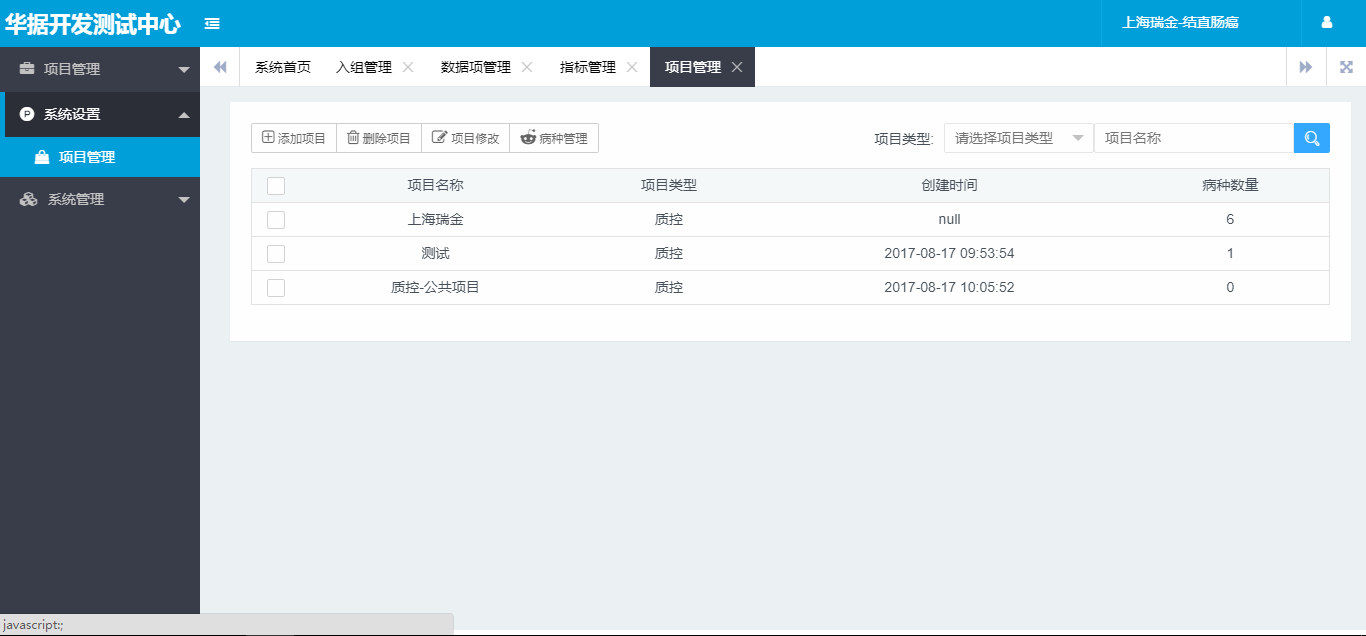 华据开发测试中心
上海瑞金-结直肠癌
项目管理
系统设置
项目管理
系统管理
系统首页 入组管理 数据项管理 指标管理 项目管理
添加项目 删除项目 项目修改 病种管理
项目类型: 请选择项目类型 项目名称
项目名称 项目类型 创建时间 病种数量
上海瑞金 质控 null 6
测试 质控 2017-08-17 09:53:54 1
质控-公共项目 质控 2017-08-17 10:05:52 0
javascript:;